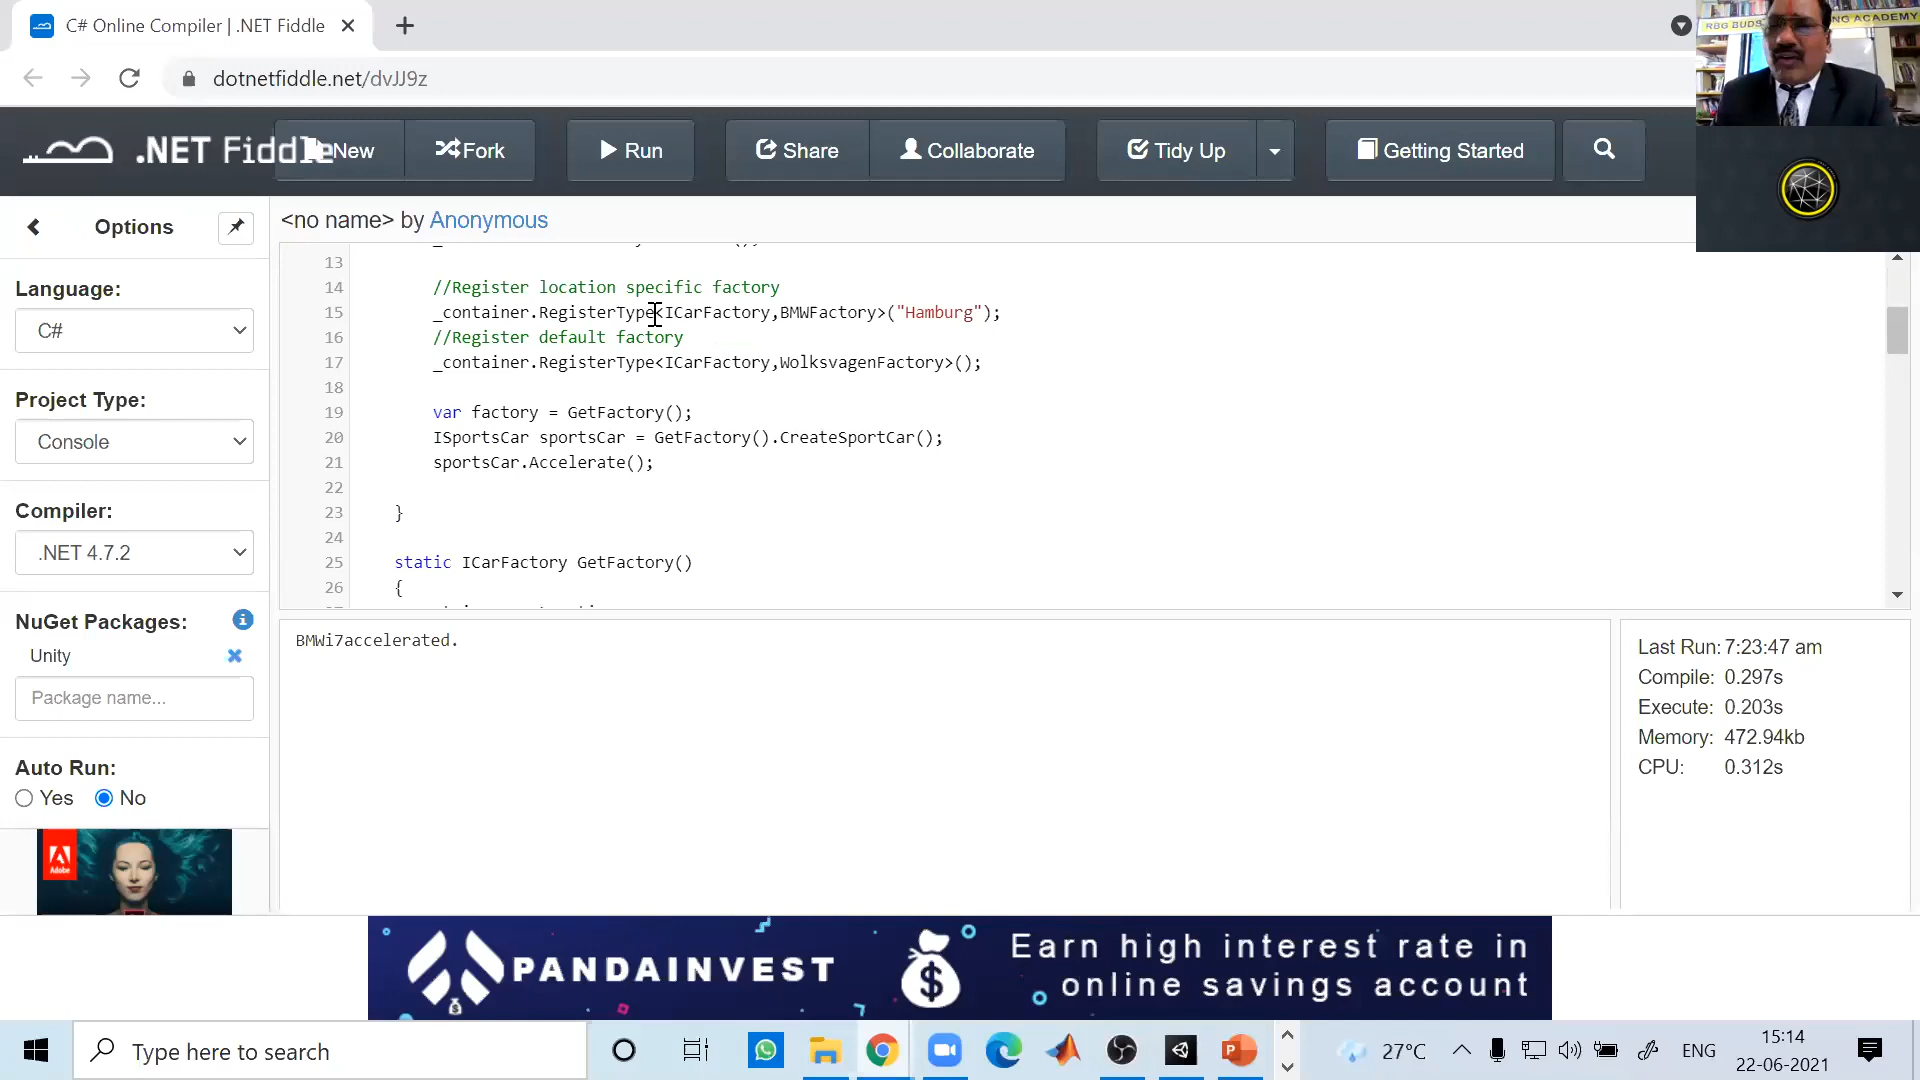 C# Online Compiler | .NET Fiddle
dotnetfiddle.net/dvJJ9z
RBG BUDS
NG ACADEMY
.NET Fiddle
New
Fork
Run
Share
Collaborate
Tidy Up
Getting Started
Options
<no name> by Anonymous
Language:
C#
Project Type:
Console
Compiler:
.NET 4.7.2
NuGet Packages:
Unity
Package name...
Auto Run:
Yes
No
13
14 //Register location specific factory
15 _container.RegisterType<ICarFactory,BMWFactory>("Hamburg");
16 //Register default factory
17 _container.RegisterType<ICarFactory,WolksvagenFactory>();
18
19 var factory = GetFactory();
20 ISportsCar sportsCar = GetFactory().CreateSportCar();
21 sportsCar.Accelerate();
22
23 }
24
25 static ICarFactory GetFactory()
26 {
BMWi7accelerated.
Last Run: 7:23:47 am
Compile: 0.297s
Execute: 0.203s
Memory: 472.94kb
CPU: 0.312s
Adobe
PANDAINVEST
Earn high interest rate in
online savings account
Type here to search
27°C
ENG
15:14
22-06-2021